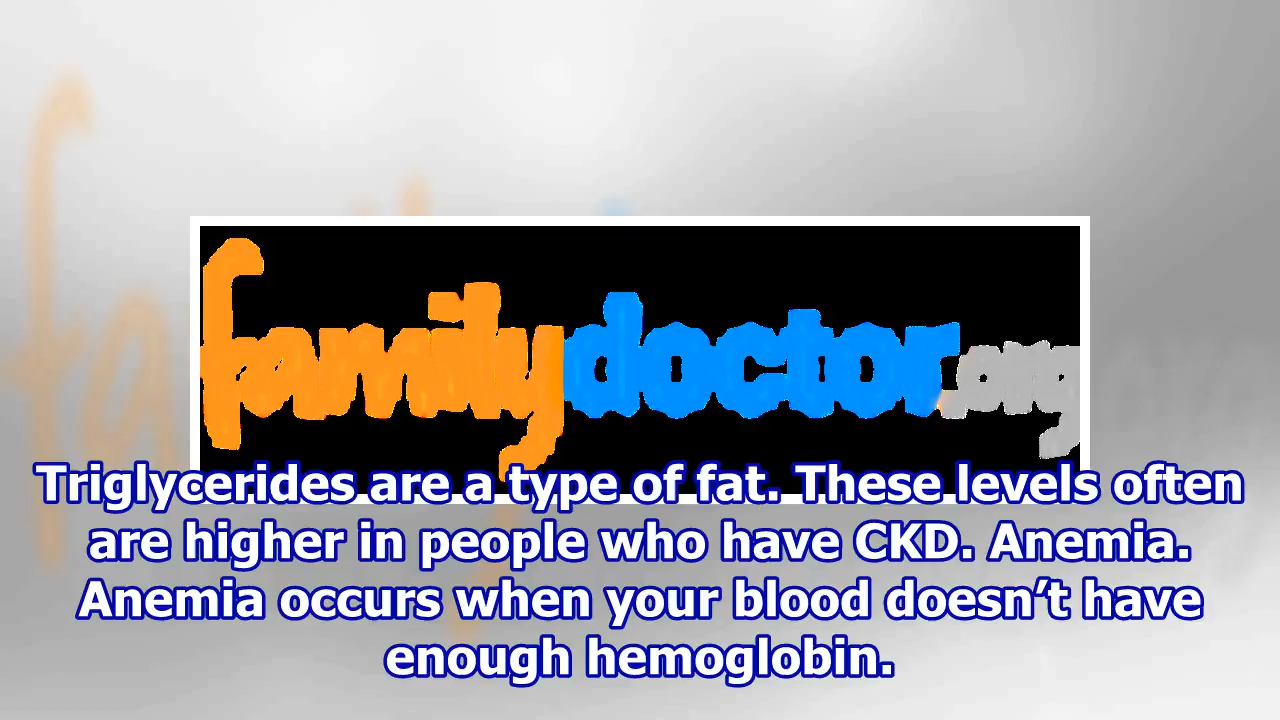 familydoctor.org
Triglycerides are a type of fat. These levels often
are higher in people who have CKD. Anemia.
Anemia occurs when your blood doesn’t have
enough hemoglobin.